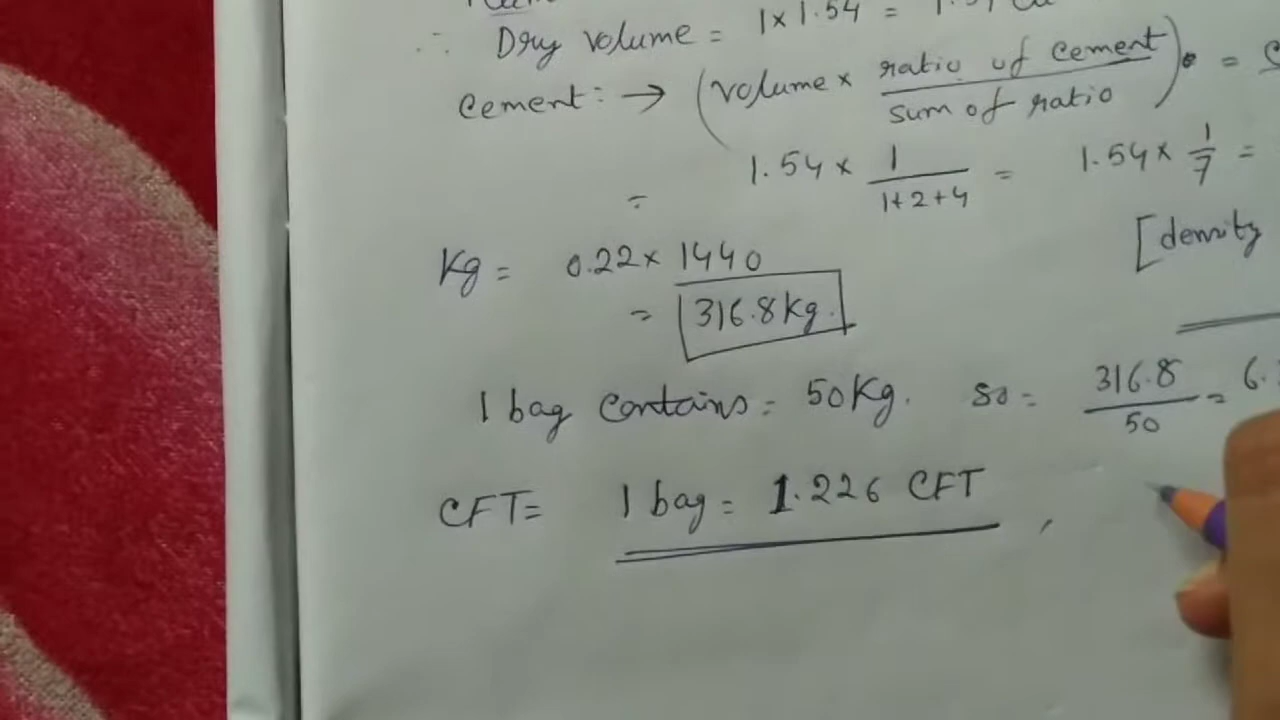 ∴ Dry volume = 1 × 1.54 =
Cement :→ (volume × ratio of cement / sum of ratio) =
= 1.54 × 1 / 1+2+4 = 1.54 × 1/7 =
Kg = 0.22 × 1440 [density
= 316.8 kg.
1 bag contains = 50 Kg. so = 316.8 / 50 = 6.
CFT = 1 bag = 1.226 CFT ,